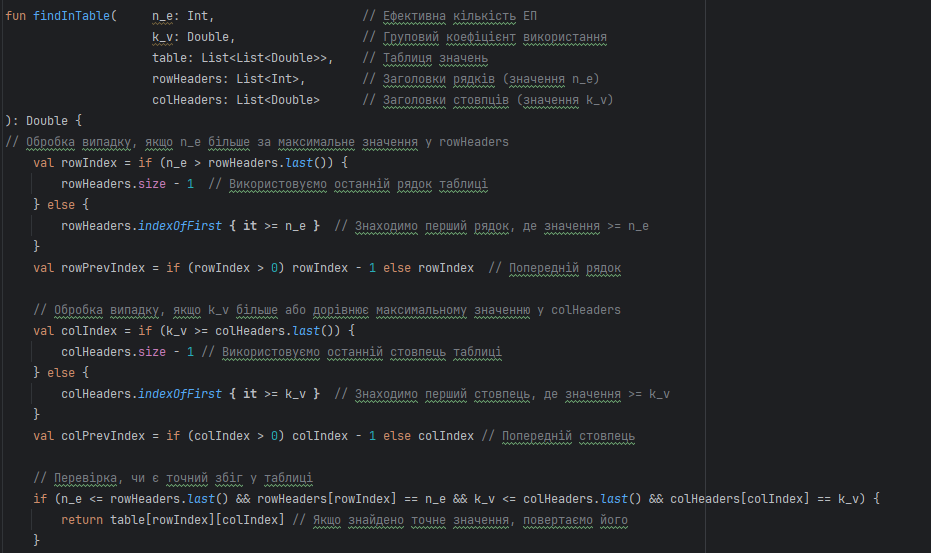 fun findInTable(     n_e: Int,                    // Ефективна кількість ЕП
                     k_v: Double,                 // Груповий коефіцієнт використання
                     table: List<List<Double>>,    // Таблиця значень
                     rowHeaders: List<Int>,        // Заголовки рядків (значення n_e)
                     colHeaders: List<Double>      // Заголовки стовпців (значення k_v)
): Double {
// Обробка випадку, якщо n_e більше за максимальне значення у rowHeaders
    val rowIndex = if (n_e > rowHeaders.last()) {
        rowHeaders.size - 1  // Використовуємо останній рядок таблиці
    } else {
        rowHeaders.indexOfFirst { it >= n_e }  // Знаходимо перший рядок, де значення >= n_e
    }
    val rowPrevIndex = if (rowIndex > 0) rowIndex - 1 else rowIndex  // Попередній рядок

    // Обробка випадку, якщо k_v більше або дорівнює максимальному значенню у colHeaders
    val colIndex = if (k_v >= colHeaders.last()) {
        colHeaders.size - 1 // Використовуємо останній стовпець таблиці
    } else {
        colHeaders.indexOfFirst { it >= k_v }  // Знаходимо перший стовпець, де значення >= k_v
    }
    val colPrevIndex = if (colIndex > 0) colIndex - 1 else colIndex // Попередній стовпець

    // Перевірка, чи є точний збіг у таблиці
    if (n_e <= rowHeaders.last() && rowHeaders[rowIndex] == n_e && k_v <= colHeaders.last() && colHeaders[colIndex] == k_v) {
        return table[rowIndex][colIndex] // Якщо знайдено точне значення, повертаємо його
    }